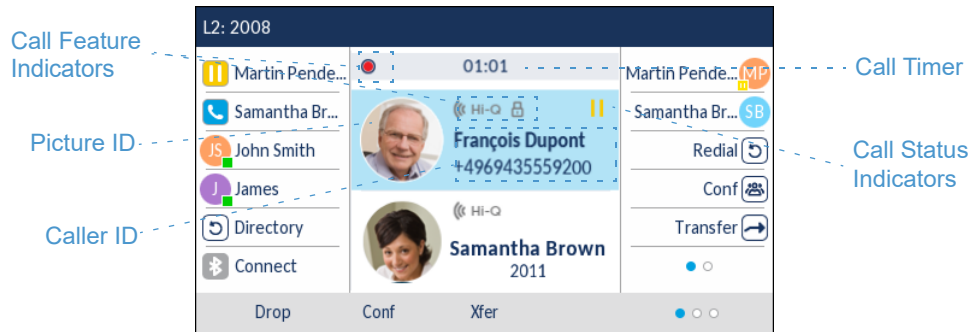 L2: 2008
Call Feature
Indicators
Martin Pende...
01:01
Martin Pende...
MP
Call Timer
Samantha Br...
Hi-Q
Samantha Br...
SB
Picture ID
JS
John Smith
François Dupont
+4969435559200
Redial
Call Status
Indicators
J
James
Conf
Caller ID
Directory
Hi-Q
Transfer
Connect
Samantha Brown
2011
Drop
Conf
Xfer